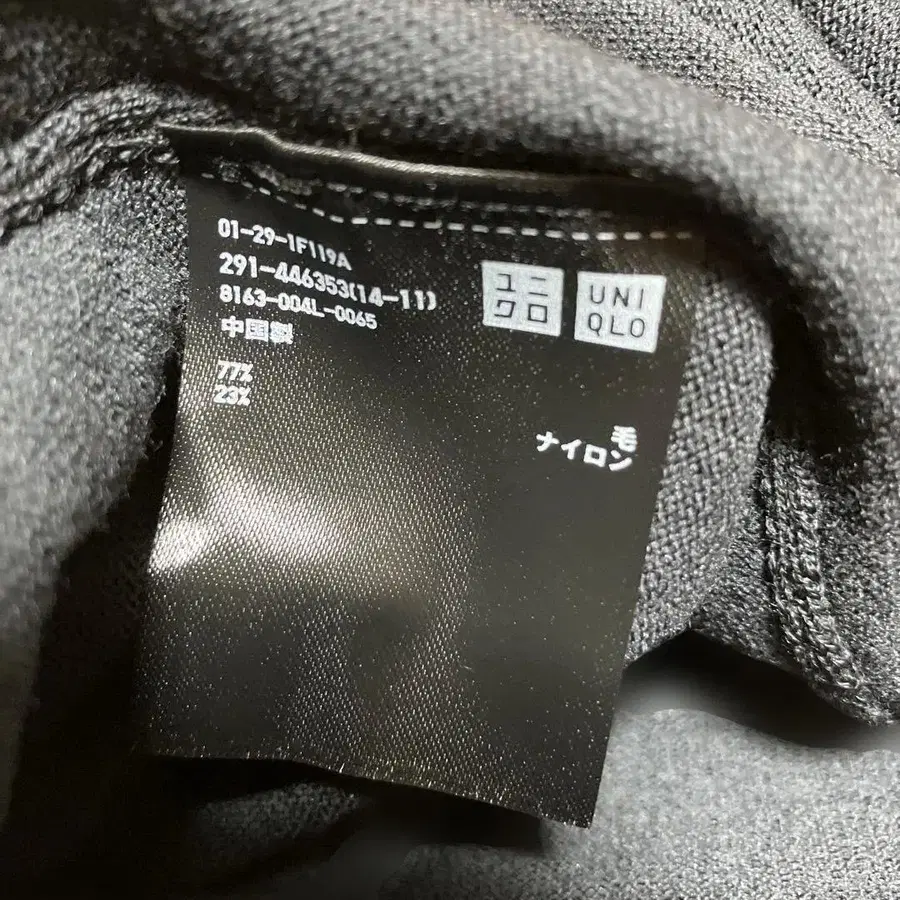 01-29-1F119A
291-446353(14-11)
8163-004L-0065
中国製
ユニ
クロ
UNI
QLO
77%
23%
毛
ナイロン